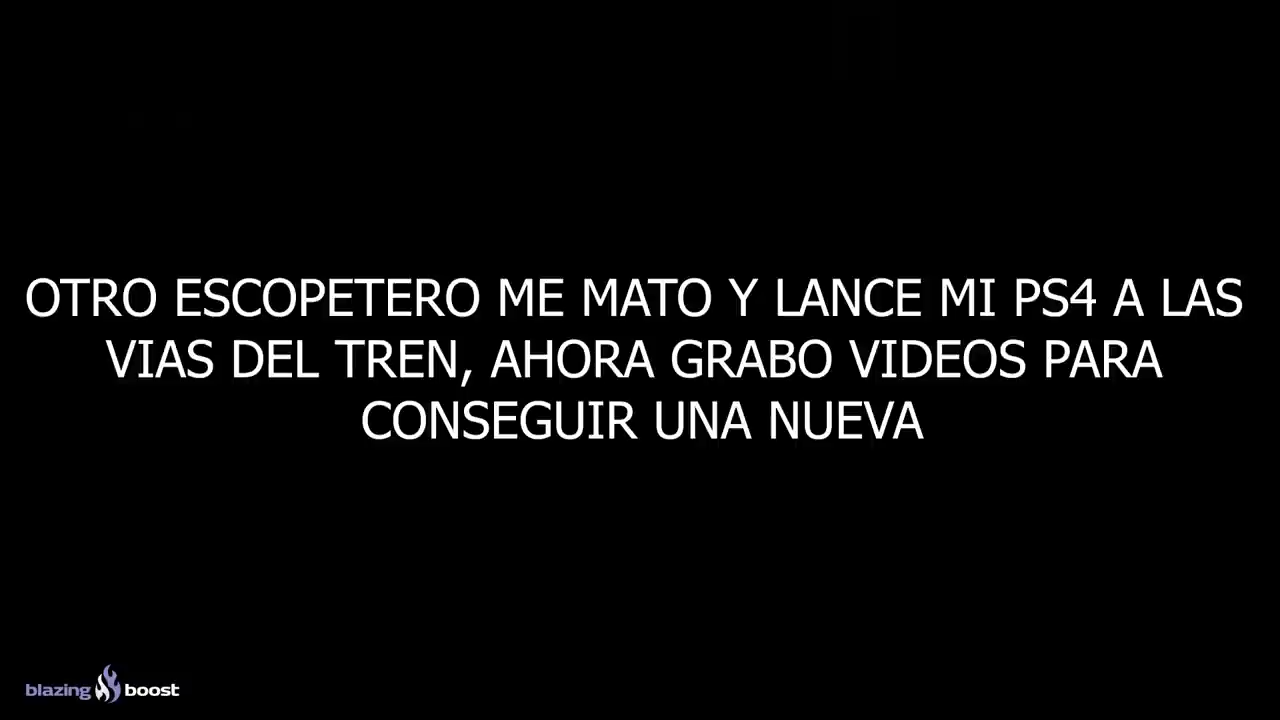 OTRO ESCOPETERO ME MATO Y LANCE MI PS4 A LAS
VIAS DEL TREN, AHORA GRABO VIDEOS PARA
CONSEGUIR UNA NUEVA
blazing boost